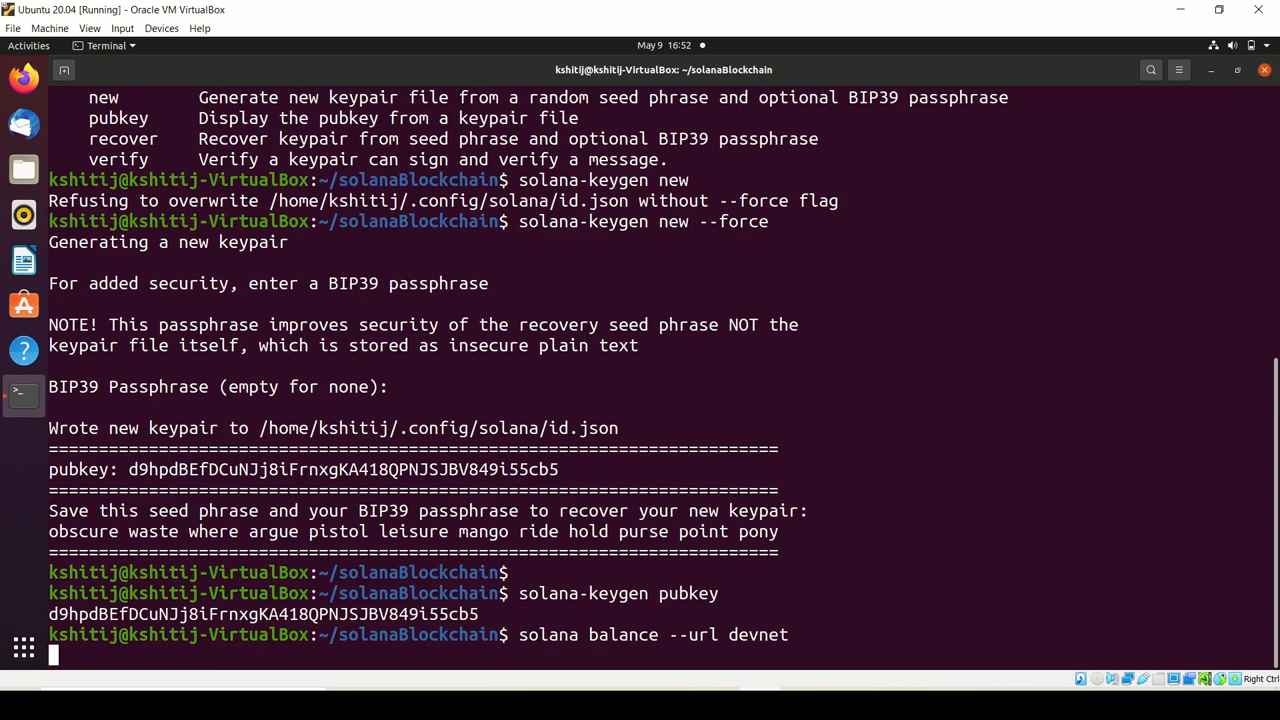 Ubuntu 20.04 [Running] - Oracle VM VirtualBox
File Machine View Input Devices Help
Activities Terminal May 9 16:52
kshitij@kshitij-VirtualBox: ~/solanaBlockchain
new Generate new keypair file from a random seed phrase and optional BIP39 passphrase
pubkey Display the pubkey from a keypair file
recover Recover keypair from seed phrase and optional BIP39 passphrase
verify Verify a keypair can sign and verify a message.
kshitij@kshitij-VirtualBox:~/solanaBlockchain$ solana-keygen new
Refusing to overwrite /home/kshitij/.config/solana/id.json without --force flag
kshitij@kshitij-VirtualBox:~/solanaBlockchain$ solana-keygen new --force
Generating a new keypair
For added security, enter a BIP39 passphrase
NOTE! This passphrase improves security of the recovery seed phrase NOT the
keypair file itself, which is stored as insecure plain text
BIP39 Passphrase (empty for none):
Wrote new keypair to /home/kshitij/.config/solana/id.json
=========================================================================
pubkey: d9hpdBEfDCuNJj8iFrnxgKA418QPNJSJBV849i55cb5
=========================================================================
Save this seed phrase and your BIP39 passphrase to recover your new keypair:
obscure waste where argue pistol leisure mango ride hold purse point pony
=========================================================================
kshitij@kshitij-VirtualBox:~/solanaBlockchain$
kshitij@kshitij-VirtualBox:~/solanaBlockchain$ solana-keygen pubkey
d9hpdBEfDCuNJj8iFrnxgKA418QPNJSJBV849i55cb5
kshitij@kshitij-VirtualBox:~/solanaBlockchain$ solana balance --url devnet
Right Ctrl